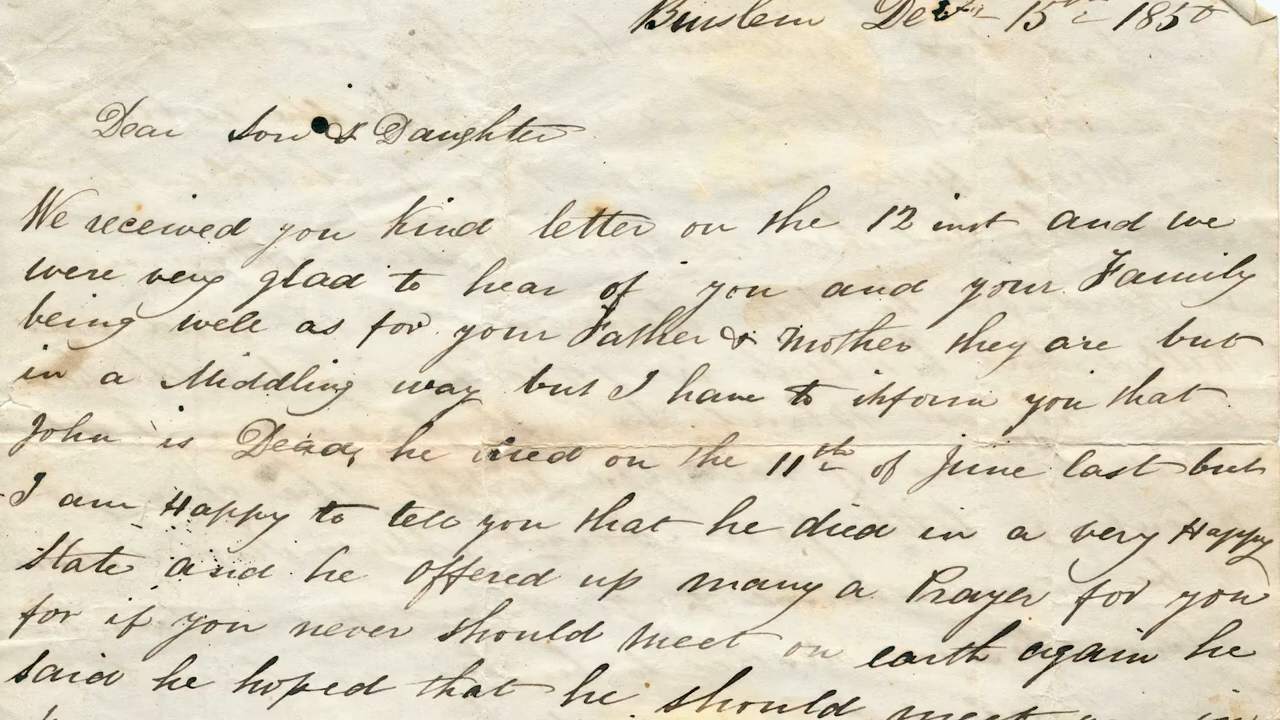 Burslem Decr 15th 1850
Dear Son & Daughter
We received you kind letter on the 12 inst and we
were very glad to hear of you and your Family
being well as for your Father & Mother they are but
in a Middling way but I have to inform you that
John is Dead, he died on the 11th of June last but
I am Happy to tell you that he died in a very Happy
State and he offered up many a Prayer for you
for if you never should meet on earth again he
said he hoped that he should meet